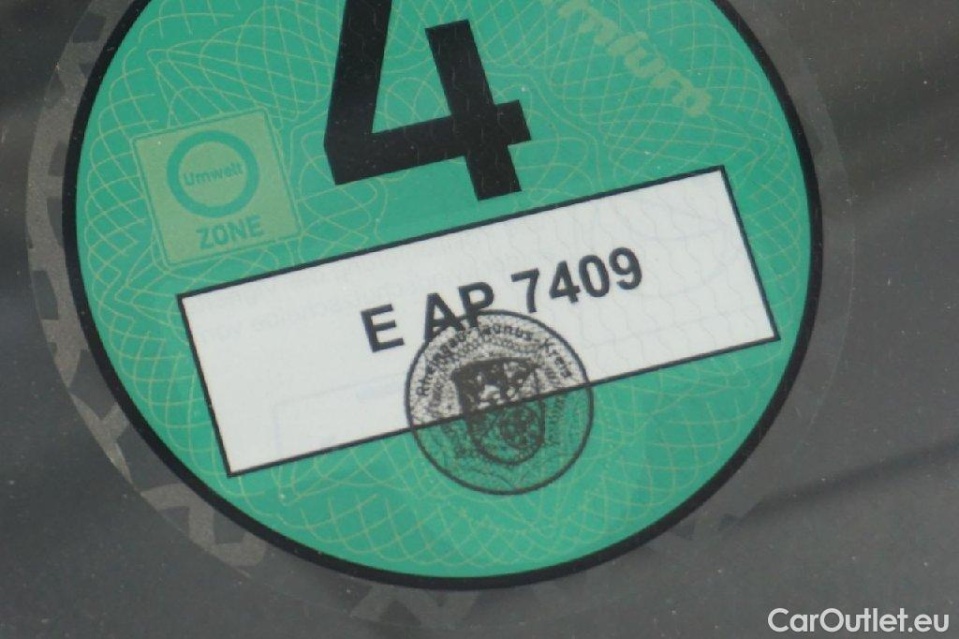 4
Umwelt
ZONE
E AP 7409
Rheingau-Taunus-Kreis
CarOutlet.eu